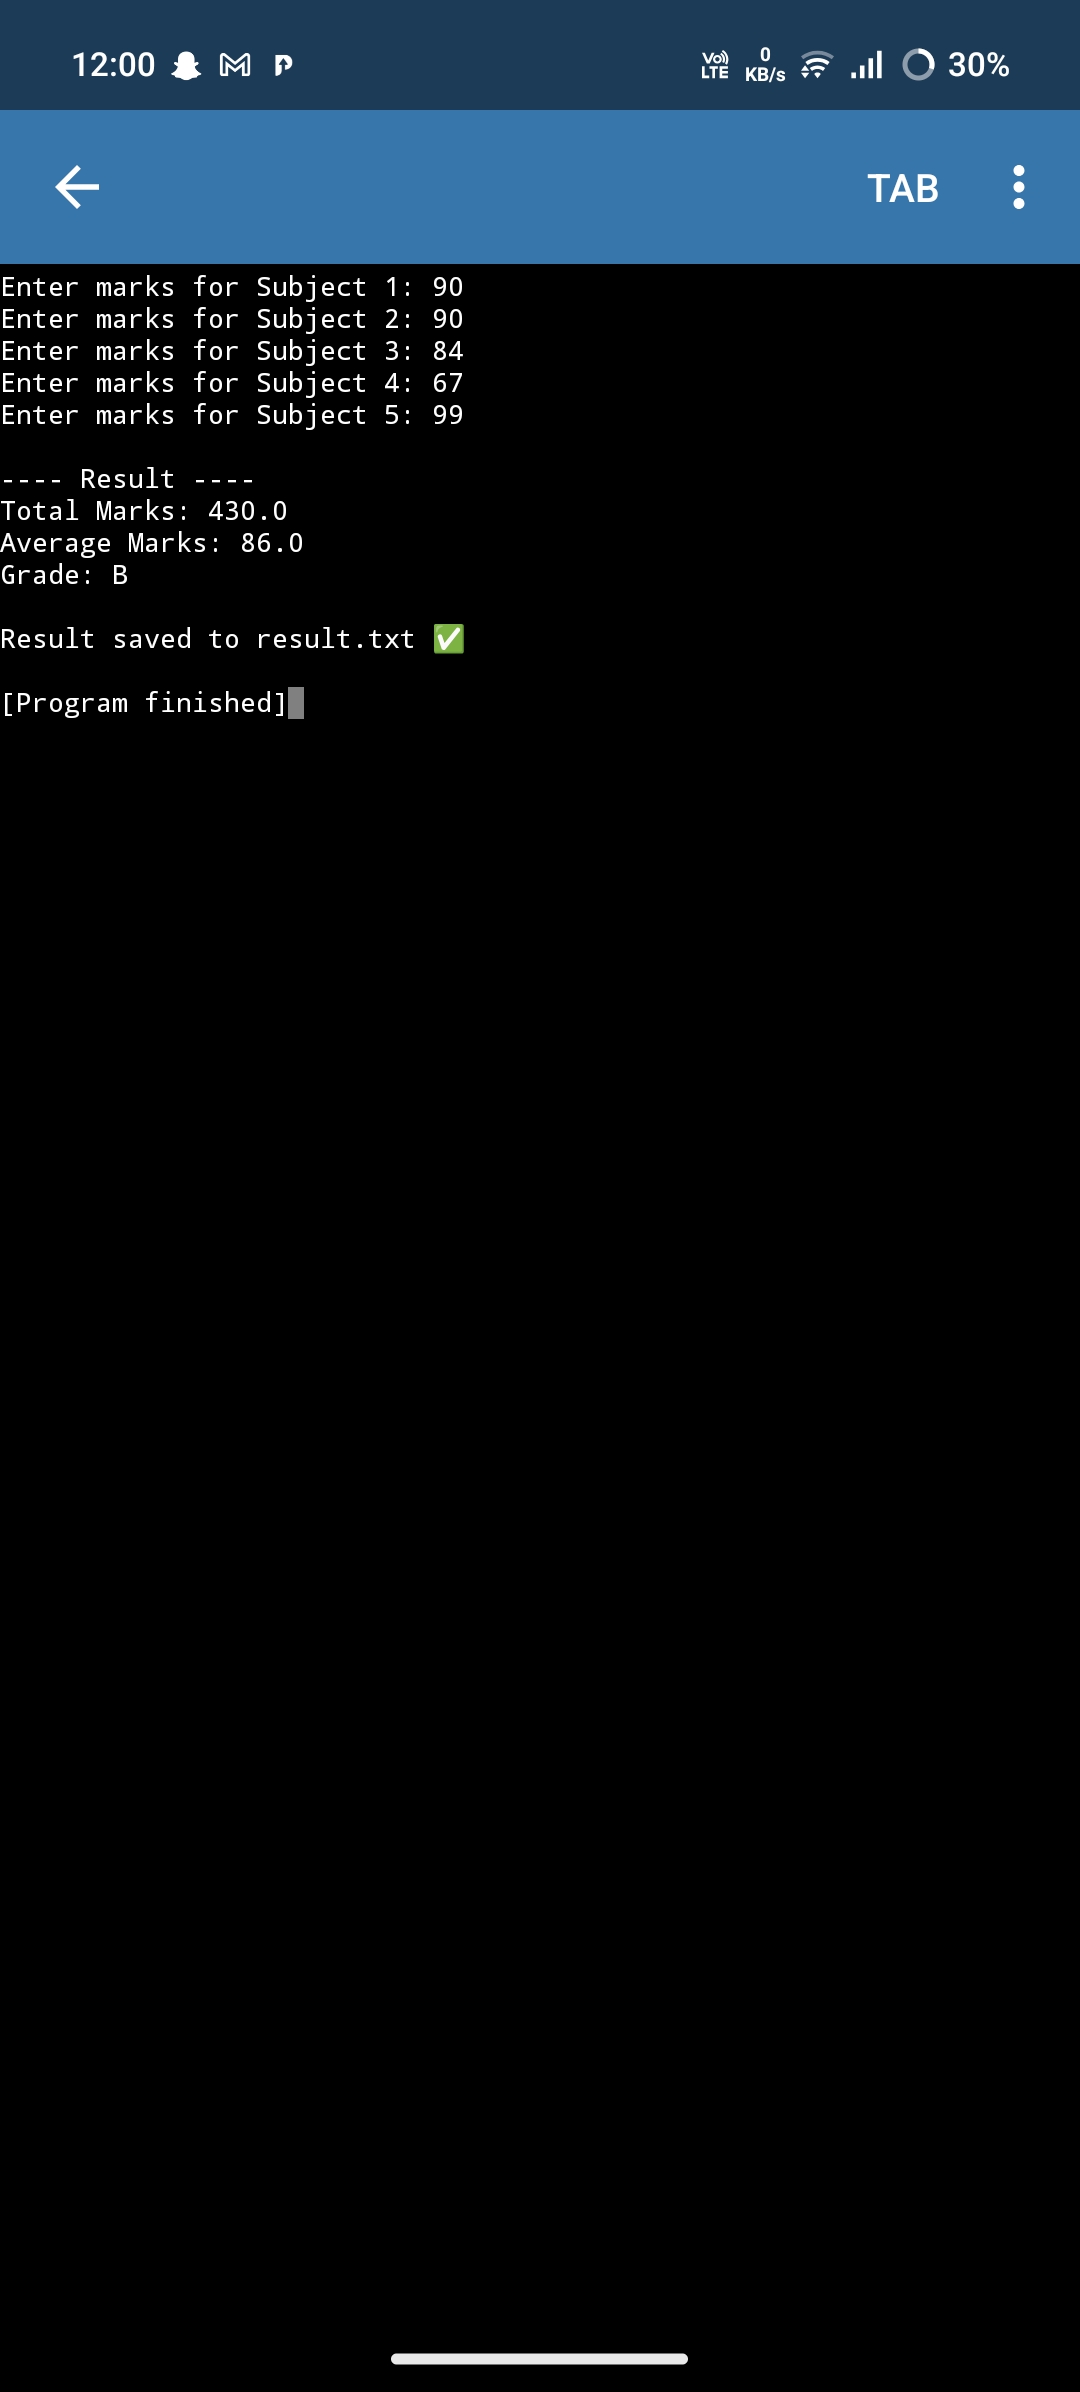 12:00
Vo)) LTE 0 KB/s 30%
TAB
Enter marks for Subject 1: 90
Enter marks for Subject 2: 90
Enter marks for Subject 3: 84
Enter marks for Subject 4: 67
Enter marks for Subject 5: 99
---- Result ----
Total Marks: 430.0
Average Marks: 86.0
Grade: B
Result saved to result.txt ✅
[Program finished]